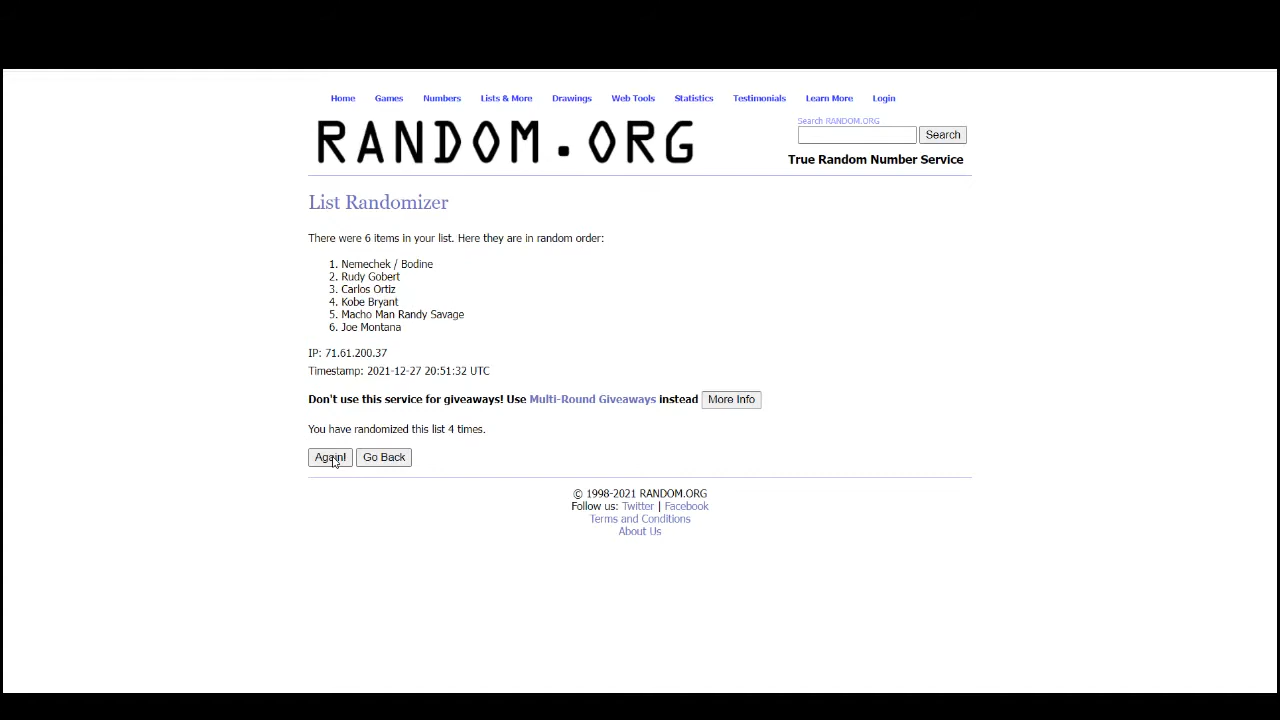 Home Games Numbers Lists & More Drawings Web Tools Statistics Testimonials Learn More Login
RANDOM.ORG
Search RANDOM.ORG
Search
True Random Number Service
List Randomizer
There were 6 items in your list. Here they are in random order:
1. Nemechek / Bodine
2. Rudy Gobert
3. Carlos Ortiz
4. Kobe Bryant
5. Macho Man Randy Savage
6. Joe Montana
IP: 71.61.200.37
Timestamp: 2021-12-27 20:51:32 UTC
Don't use this service for giveaways! Use Multi-Round Giveaways instead More Info
You have randomized this list 4 times.
Again! Go Back
© 1998-2021 RANDOM.ORG
Follow us: Twitter | Facebook
Terms and Conditions
About Us